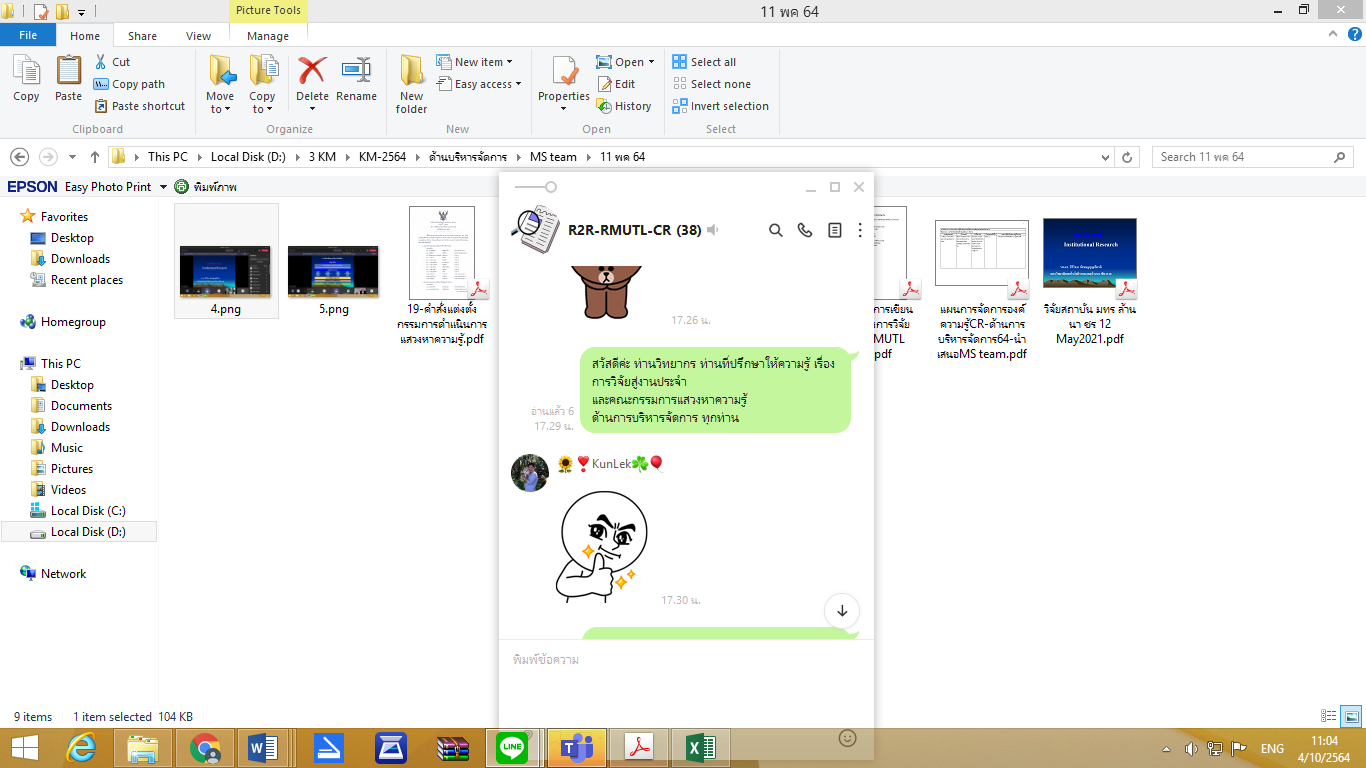 Picture Tools
11 พค 64
File
Home
Share
View
Manage
Copy
Paste
Cut
Copy path
Paste shortcut
Clipboard
Move to
Copy to
Delete
Rename
Organize
New folder
New item
Easy access
New
Properties
Open
Edit
History
Open
Select all
Select none
Invert selection
Select
This PC
Local Disk (D:)
3 KM
KM-2564
ด้านบริหารจัดการ
MS team
11 พค 64
Search 11 พค 64
EPSON
Easy Photo Print
พิมพ์ภาพ
Favorites
Desktop
Downloads
Recent places
Homegroup
This PC
Desktop
Documents
Downloads
Music
Pictures
Videos
Local Disk (C:)
Local Disk (D:)
Network
4.png
5.png
19-คำสั่งแต่งตั้ง
กรรมการดำเนินการ
แสวงหาความรู้.pdf
การเขียน
การวิจัย
MUTL
.pdf
แผนการจัดการองค์
ความรู้CR-ด้านการ
บริหารจัดการ64-นำ
เสนอMS team.pdf
Institutional Research
วิจัยสถาบัน มทร ล้าน
นา ชร 12
May2021.pdf
R2R-RMUTL-CR (38)
17.26 น.
สวัสดีค่ะ ท่านวิทยากร ท่านที่ปรึกษาให้ความรู้ เรื่อง
การวิจัยสู่งานประจำ
และคณะกรรมการแสวงหาความรู้
ด้านการบริหารจัดการ ทุกท่าน
อ่านแล้ว 6
17.29 น.
KunLek
17.30 น.
พิมพ์ข้อความ
9 items
1 item selected 104 KB
LINE
ENG
11:04
4/10/2564